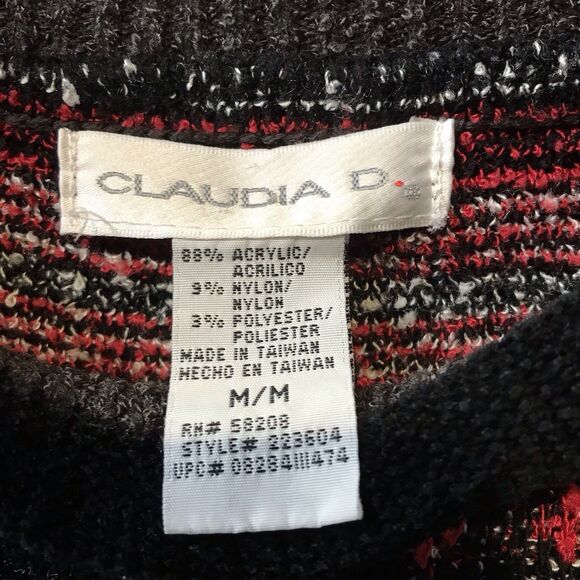 CLAUDIA D.
88% ACRYLIC/
ACRILICO
9% NYLON/
NYLON
3% POLYESTER/
POLIESTER
MADE IN TAIWAN
HECHO EN TAIWAN
M/M
RN# 58208
STYLE# 223604
UPC# 08284111474